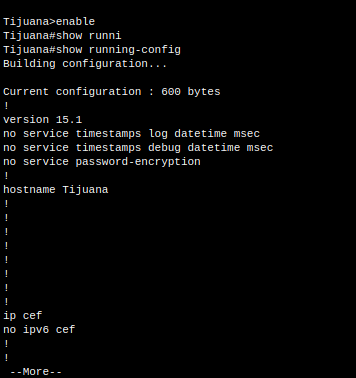 Tijuana>enable
Tijuana#show runni
Tijuana#show running-config
Building configuration...
Current configuration : 600 bytes
!
version 15.1
no service timestamps log datetime msec
no service timestamps debug datetime msec
no service password-encryption
!
hostname Tijuana
!
!
!
!
!
!
!
!
ip cef
no ipv6 cef
!
!
--More--